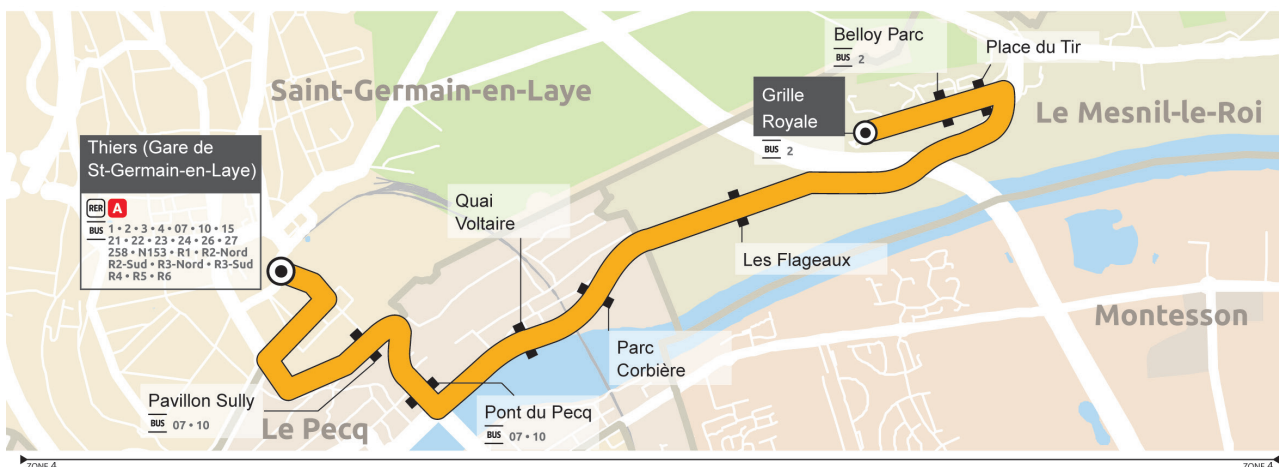 Belloy Parc
BUS 2
Place du Tir
Saint-Germain-en-Laye
Grille
Royale
BUS 2
Le Mesnil-le-Roi
Thiers (Gare de
St-Germain-en-Laye)
RER A
BUS 1 • 2 • 3 • 4 • 07 • 10 • 15
21 • 22 • 23 • 24 • 26 • 27
258 • N153 • R1 • R2-Nord
R2-Sud • R3-Nord • R3-Sud
R4 • R5 • R6
Quai
Voltaire
Les Flageaux
Montesson
Parc
Corbière
Pavillon Sully
BUS 07 • 10
Le Pecq
Pont du Pecq
BUS 07 • 10
ZONE 4
ZONE 4